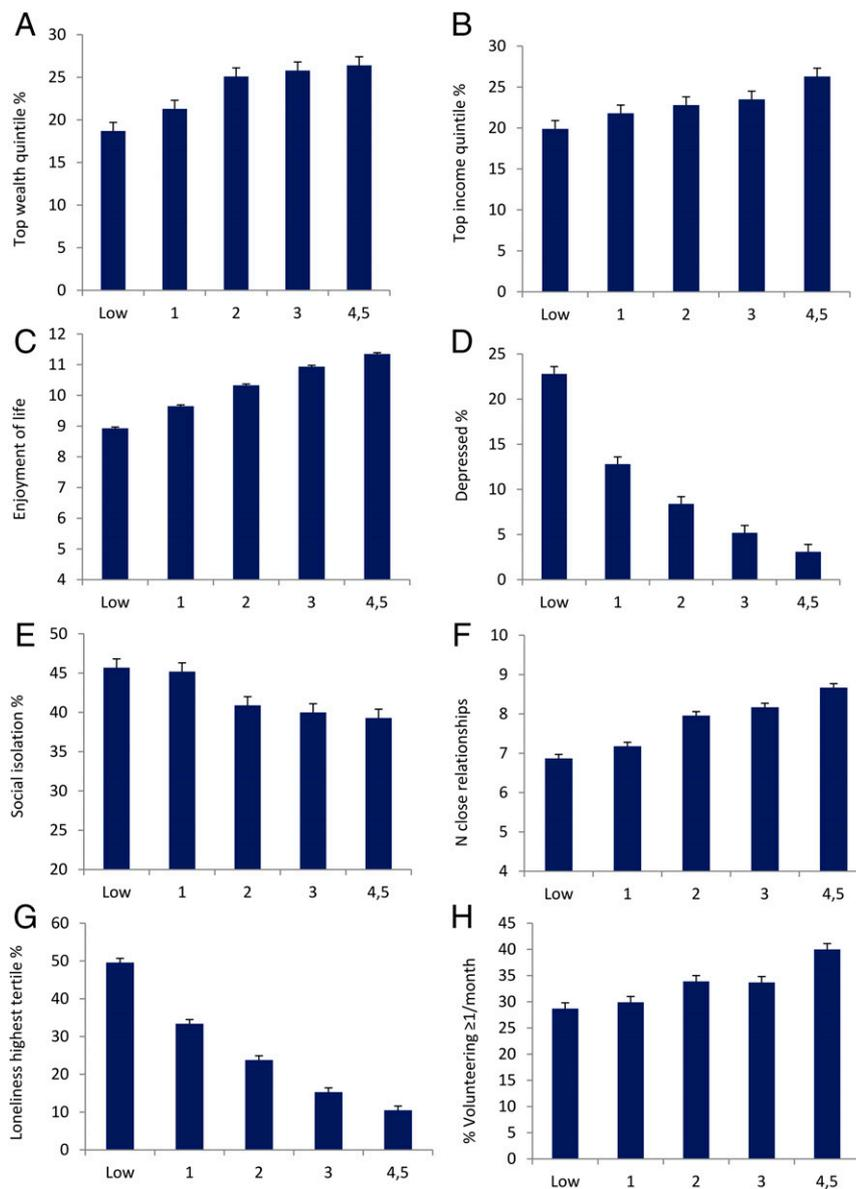 A
Top wealth quintile %
30
25
20
15
10
5
0
Low 1 2 3 4,5
B
Top income quintile %
30
25
20
15
10
5
0
Low 1 2 3 4,5
C
Enjoyment of life
12
11
10
9
8
7
6
5
4
Low 1 2 3 4,5
D
Depressed %
25
20
15
10
5
0
Low 1 2 3 4,5
E
Social isolation %
50
45
40
35
30
25
20
Low 1 2 3 4,5
F
N close relationships
10
9
8
7
6
5
4
Low 1 2 3 4,5
G
Loneliness highest tertile %
60
50
40
30
20
10
0
Low 1 2 3 4,5
H
% Volunteering ≥1/month
45
40
35
30
25
20
15
10
5
0
Low 1 2 3 4,5